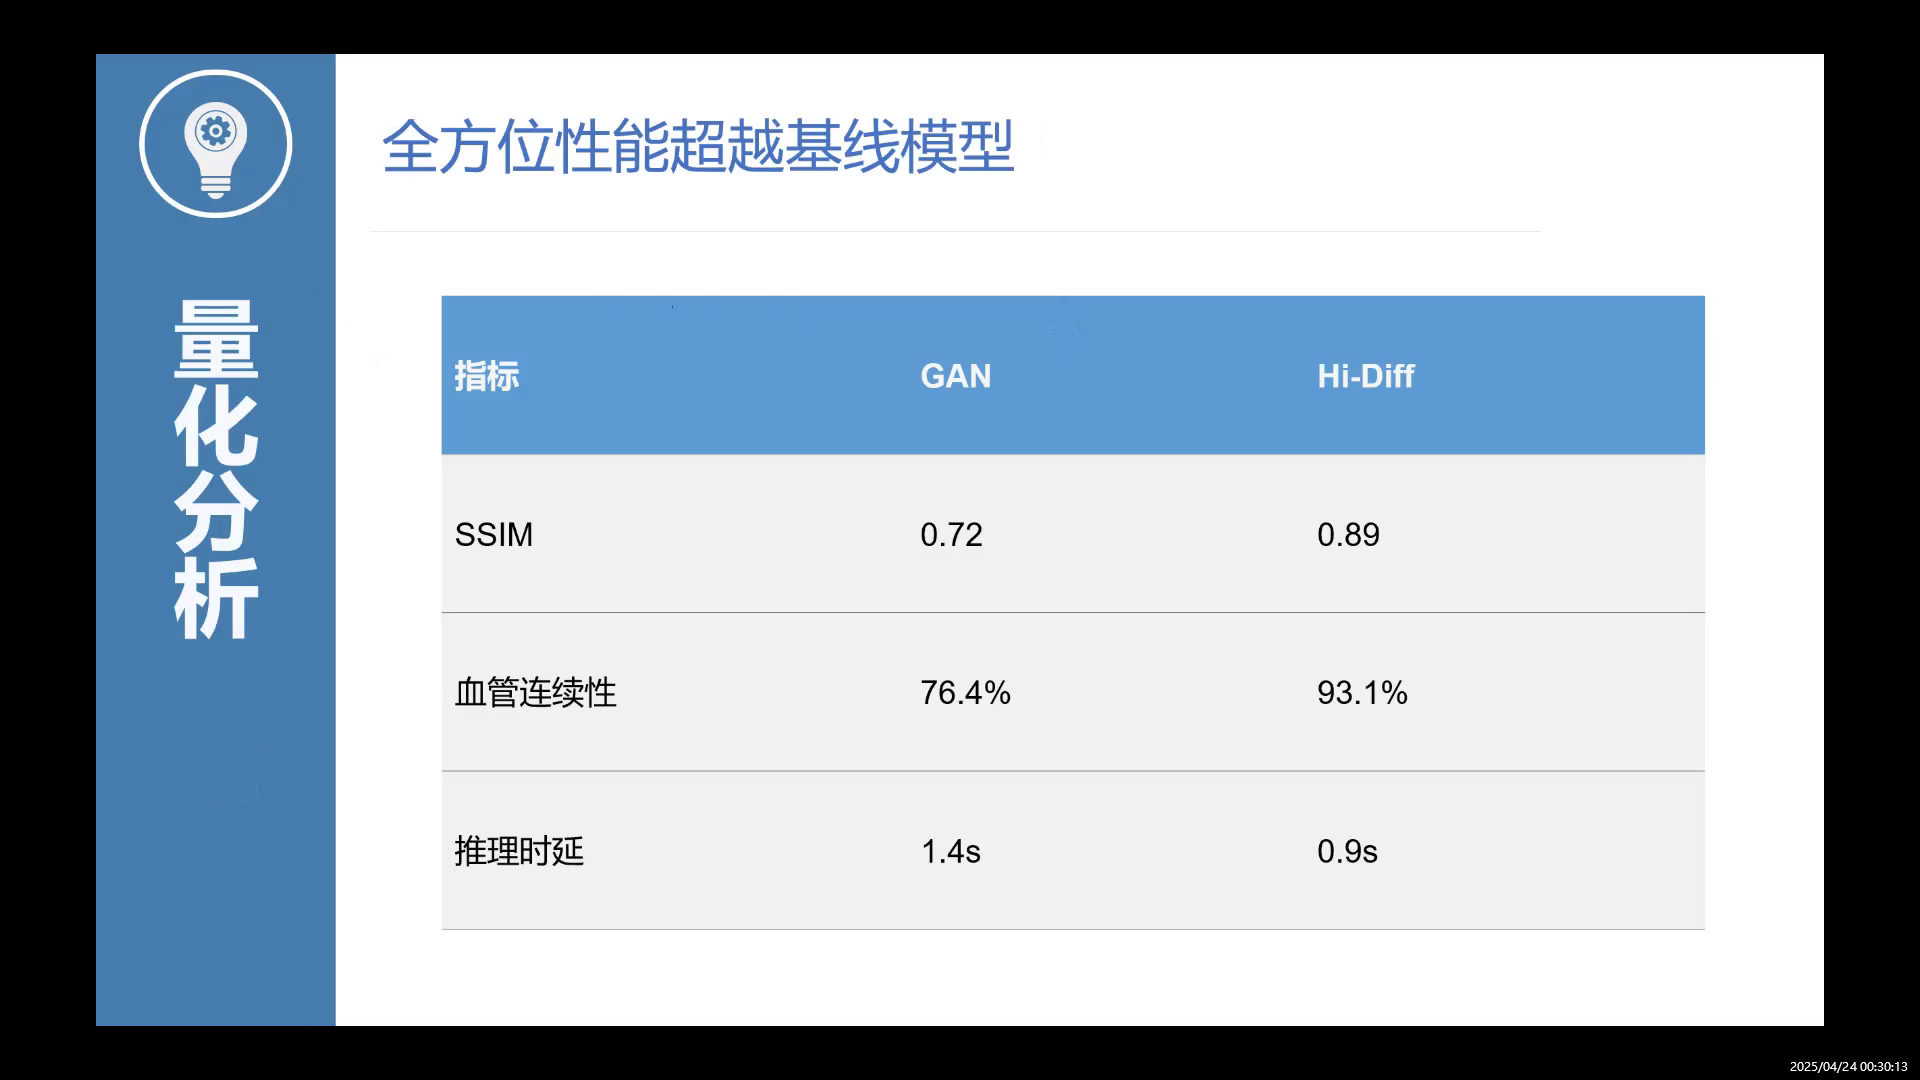 量化分析
全方位性能超越基线模型
指标 GAN Hi-Diff
SSIM 0.72 0.89
血管连续性 76.4% 93.1%
推理时延 1.4s 0.9s
2025/04/24 00:30:13